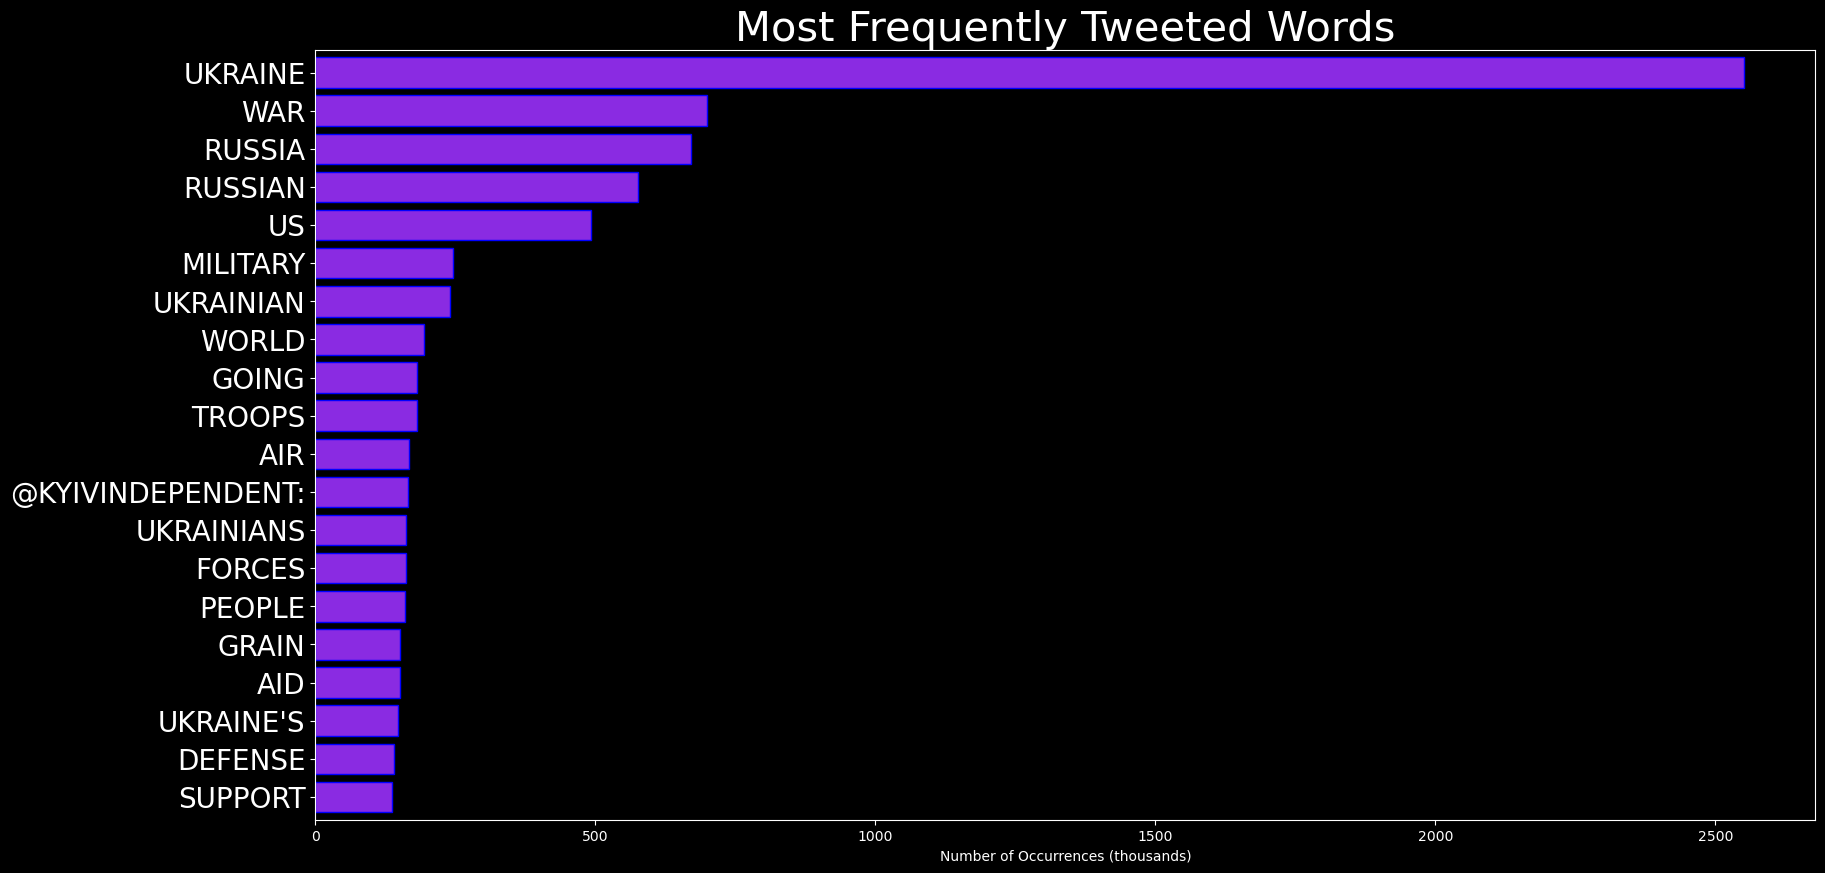 Most Frequently Tweeted Words
UKRAINE
WAR
RUSSIA
RUSSIAN
US
MILITARY
UKRAINIAN
WORLD
GOING
TROOPS
AIR
@KYIVINDEPENDENT:
UKRAINIANS
FORCES
PEOPLE
GRAIN
AID
UKRAINE'S
DEFENSE
SUPPORT
0 500 1000 1500 2000 2500
Number of Occurrences (thousands)